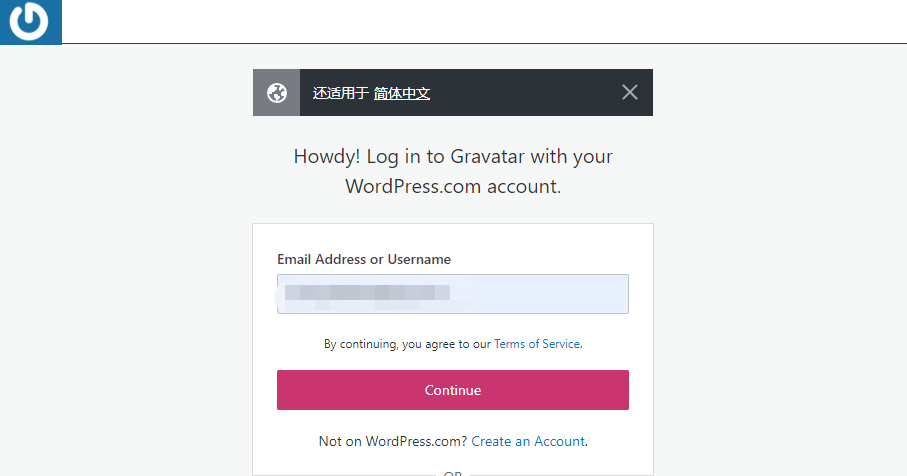 还适用于 简体中文
Howdy! Log in to Gravatar with your
WordPress.com account.
Email Address or Username
By continuing, you agree to our Terms of Service.
Continue
Not on WordPress.com? Create an Account.
OR